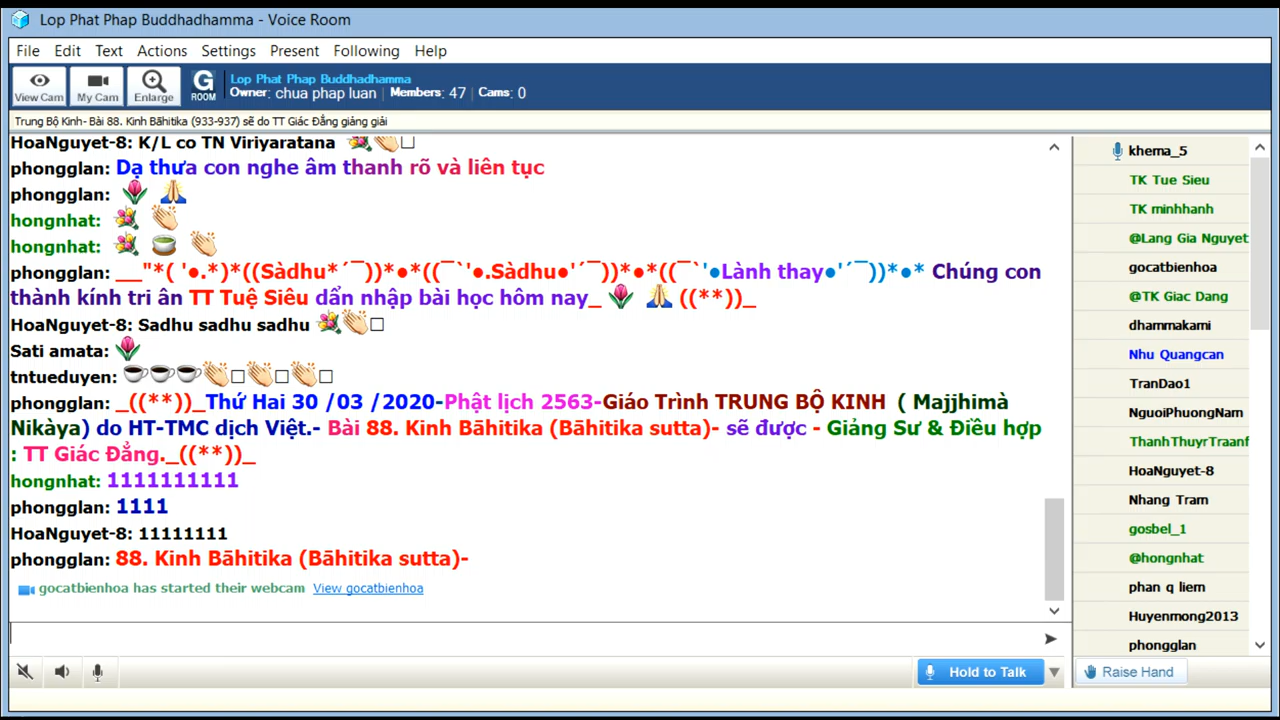 Lop Phat Phap Buddhadhamma - Voice Room
File Edit Text Actions Settings Present Following Help
View Cam My Cam Enlarge G ROOM Lop Phat Phap Buddhadhamma
Owner: chua phap luan Members: 47 Cams: 0
Trung Bộ Kinh- Bài 88. Kinh Bāhitika (933-937) sẽ do TT Giác Đẳng giảng giải
HoaNguyet-8: K/L co TN Viriyaratana 💐👏□
phongglan: Dạ thưa con nghe âm thanh rõ và liên tục
phongglan: 🌷 🙏
hongnhat: 💐 👏
hongnhat: 💐 🍵 👏
phongglan: __"*( '●.*)*((Sàdhu*´¯))*●*((¯`'●.Sàdhu●'´¯))*●*((¯`'●Lành thay●'´¯))*●* Chúng con
thành kính tri ân TT Tuệ Siêu dẩn nhập bài học hôm nay_ 🌷 🙏 ((**))_
HoaNguyet-8: Sadhu sadhu sadhu 💐👏□
Sati amata: 🌷
tntueduyen: ☕☕☕👏□👏□👏□
phongglan: _((**))_Thứ Hai 30 /03 /2020-Phật lịch 2563-Giáo Trình TRUNG BỘ KINH ( Majjhimà
Nikàya) do HT-TMC dịch Việt.- Bài 88. Kinh Bāhitika (Bāhitika sutta)- sẽ được - Giảng Sư & Điều hợp
: TT Giác Đẳng._((**))_
hongnhat: 1111111111
phongglan: 1111
HoaNguyet-8: 11111111
phongglan: 88. Kinh Bāhitika (Bāhitika sutta)-
gocatbienhoa has started their webcam View gocatbienhoa
Hold to Talk
khema_5
TK Tue Sieu
TK minhhanh
@Lang Gia Nguyet
gocatbienhoa
@TK Giac Dang
dhammakami
Nhu Quangcan
TranDao1
NguoiPhuongNam
ThanhThuyrTraanf
HoaNguyet-8
Nhang Tram
gosbel_1
@hongnhat
phan q liem
Huyenmong2013
phongglan
Raise Hand